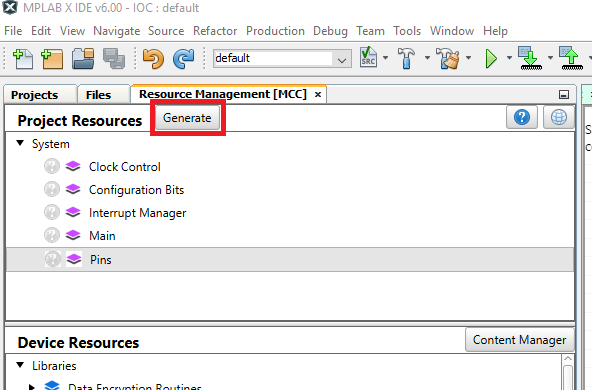 MPLAB X IDE v6.00 - IOC : default
File Edit View Navigate Source Refactor Production Debug Team Tools Window Help
default
SRC
Projects Files Resource Management [MCC] ×
Project Resources Generate ?
System
? Clock Control
? Configuration Bits
? Interrupt Manager
? Main
? Pins
Device Resources Content Manager
Libraries
Data Encryption Routines